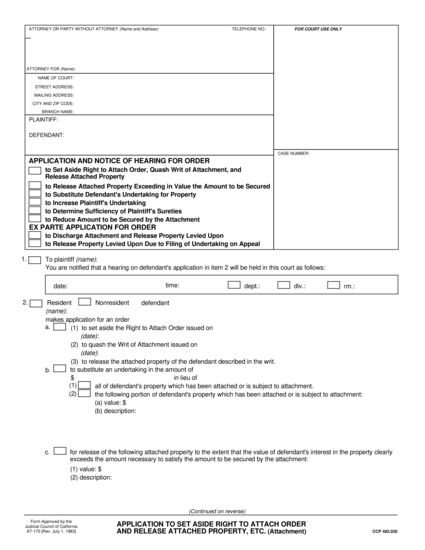 ATTORNEY OR PARTY WITHOUT ATTORNEY (Name and Address): TELEPHONE NO.: FOR COURT USE ONLY
ATTORNEY FOR (Name):
NAME OF COURT:
STREET ADDRESS:
MAILING ADDRESS:
CITY AND ZIP CODE:
BRANCH NAME:
PLAINTIFF:
DEFENDANT:
CASE NUMBER:
APPLICATION AND NOTICE OF HEARING FOR ORDER
to Set Aside Right to Attach Order, Quash Writ of Attachment, and
Release Attached Property
to Release Attached Property Exceeding in Value the Amount to be Secured
to Substitute Defendant's Undertaking for Property
to Increase Plaintiff's Undertaking
to Determine Sufficiency of Plaintiff's Sureties
to Reduce Amount to be Secured by the Attachment
EX PARTE APPLICATION FOR ORDER
to Discharge Attachment and Release Property Levied Upon
to Release Property Levied Upon Due to Filing of Undertaking on Appeal
1. To plaintiff (name):
You are notified that a hearing on defendant's application in item 2 will be held in this court as follows:
date: time: dept.: div.: rm.:
2. Resident Nonresident defendant
(name):
makes application for an order
a. (1) to set aside the Right to Attach Order issued on
(date):
(2) to quash the Writ of Attachment issued on
(date):
(3) to release the attached property of the defendant described in the writ.
b. to substitute an undertaking in the amount of
$ in lieu of
(1) all of defendant's property which has been attached or is subject to attachment.
(2) the following portion of defendant's property which has been attached or is subject to attachment:
(a) value: $
(b) description:
c. for release of the following attached property to the extent that the value of defendant's interest in the property clearly
exceeds the amount necessary to satisfy the amount to be secured by the attachment:
(1) value: $
(2) description:
(Continued on reverse)
Form Approved by the
Judicial Council of California
AT-170 [Rev. July 1, 1983]
APPLICATION TO SET ASIDE RIGHT TO ATTACH ORDER
AND RELEASE ATTACHED PROPERTY, ETC. (Attachment)
CCP 482.030